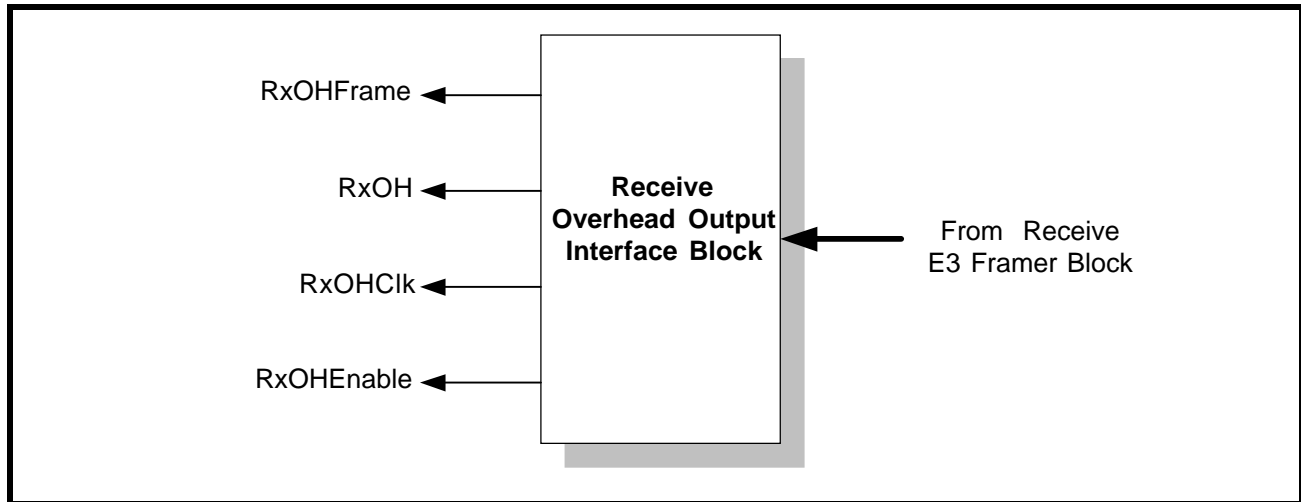 RxOHFrame
RxOH
RxOHClk
RxOHEnable
Receive
Overhead Output
Interface Block
From Receive
E3 Framer Block